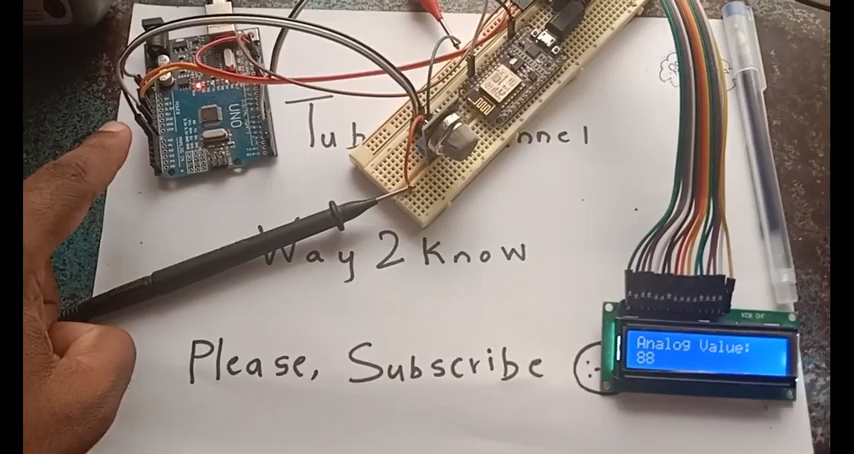 UNO
Tub nnel
Way 2 Know
Please, Subscribe
Analog Value:
88